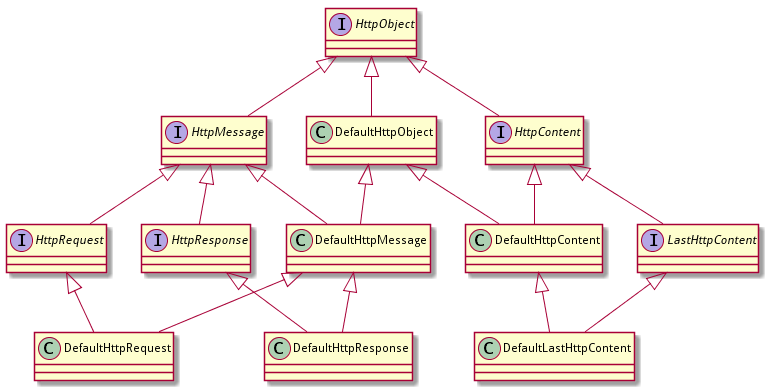 I HttpObject
I HttpMessage
C DefaultHttpObject
I HttpContent
I HttpRequest
I HttpResponse
C DefaultHttpMessage
C DefaultHttpContent
I LastHttpContent
C DefaultHttpRequest
C DefaultHttpResponse
C DefaultLastHttpContent